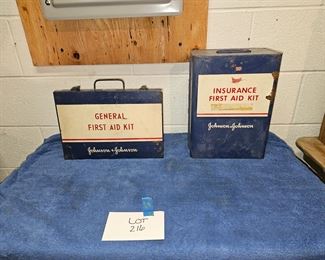 GENERAL
FIRST AID KIT
Johnson & Johnson
INSURANCE
FIRST AID KIT
Johnson & Johnson
LOT
216